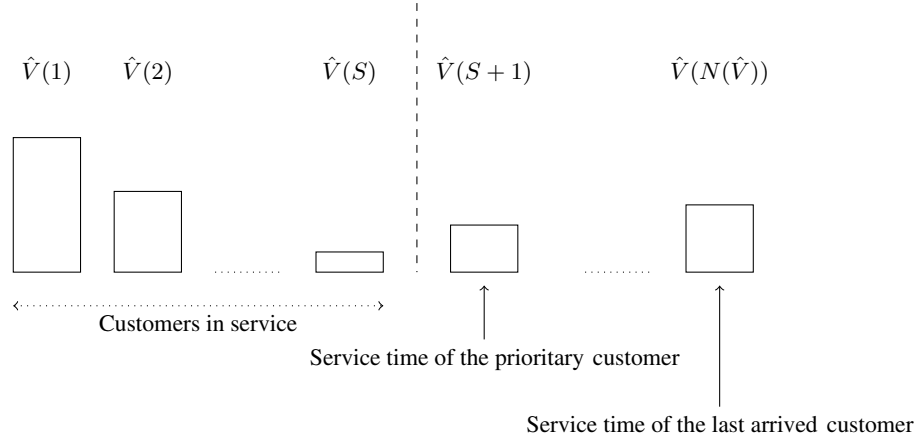 V̂(1) V̂(2) V̂(S) V̂(S + 1) V̂(N(V̂))
Customers in service
Service time of the prioritary customer
Service time of the last arrived customer